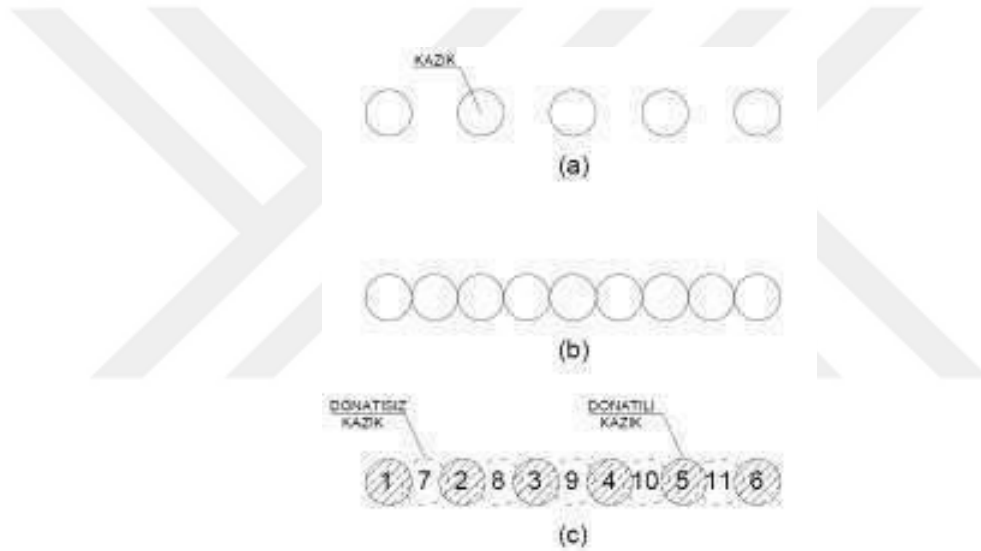 KAZIK
(a)
(b)
DONATISIZ
KAZIK
DONATILI
KAZIK
1 7 2 8 3 9 4 10 5 11 6
(c)